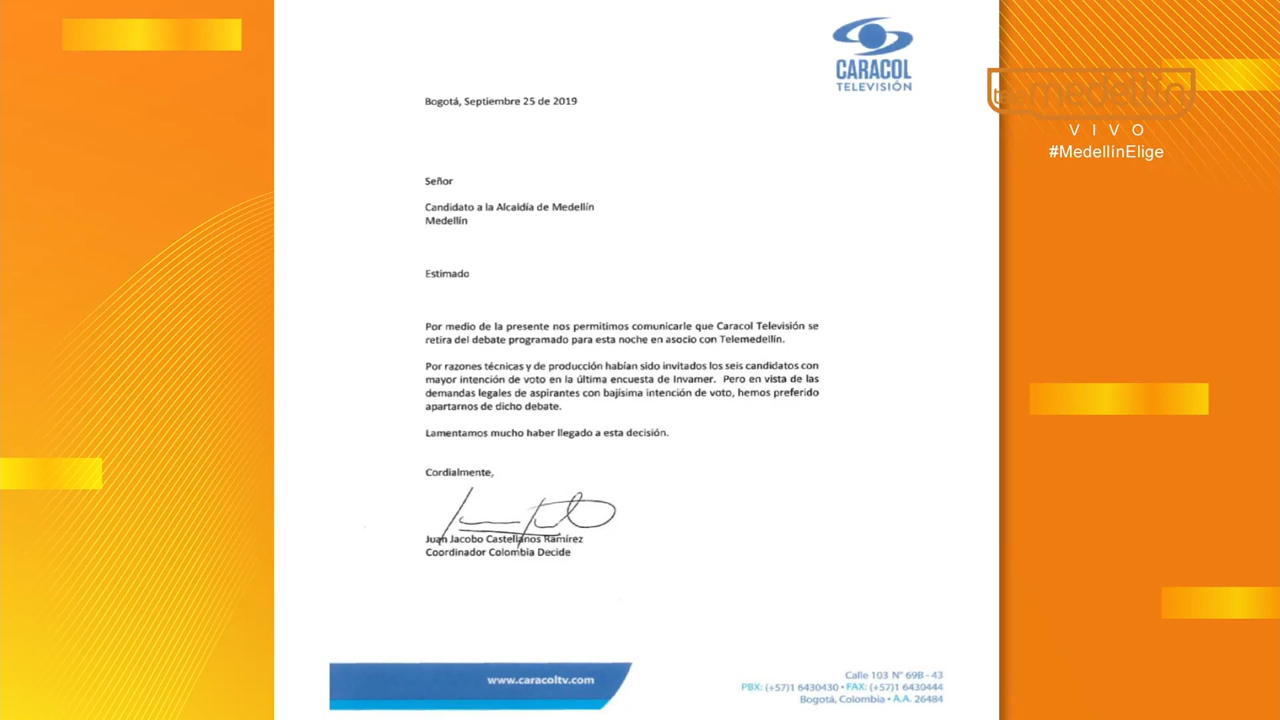 CARACOL
TELEVISIÓN
telemedellín
V I V O
#MedellínElige
Bogotá, Septiembre 25 de 2019
Señor
Candidato a la Alcaldía de Medellín
Medellín
Estimado
Por medio de la presente nos permitimos comunicarle que Caracol Televisión se
retira del debate programado para esta noche en asocio con Telemedellín.
Por razones técnicas y de producción habían sido invitados los seis candidatos con
mayor intención de voto en la última encuesta de Invamer. Pero en vista de las
demandas legales de aspirantes con bajísima intención de voto, hemos preferido
apartarnos de dicho debate.
Lamentamos mucho haber llegado a esta decisión.
Cordialmente,
Juan Jacobo Castellanos Ramírez
Coordinador Colombia Decide
www.caracoltv.com
Calle 103 N° 69B - 43
PBX: (+57)1 6430430 • FAX: (+57)1 6430444
Bogotá, Colombia • A.A. 26484